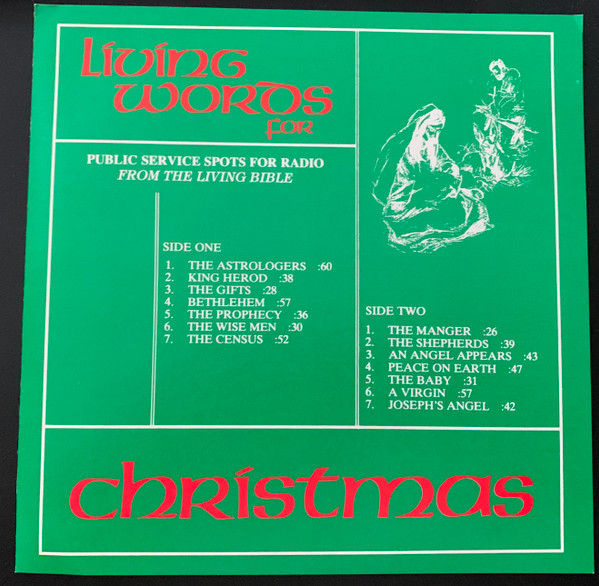 Living
Words
for
PUBLIC SERVICE SPOTS FOR RADIO
FROM THE LIVING BIBLE
SIDE ONE
1. THE ASTROLOGERS :60
2. KING HEROD :38
3. THE GIFTS :28
4. BETHLEHEM :57
5. THE PROPHECY :36
6. THE WISE MEN :30
7. THE CENSUS :52
SIDE TWO
1. THE MANGER :26
2. THE SHEPHERDS :39
3. AN ANGEL APPEARS :43
4. PEACE ON EARTH :47
5. THE BABY :31
6. A VIRGIN :57
7. JOSEPH'S ANGEL :42
christmas